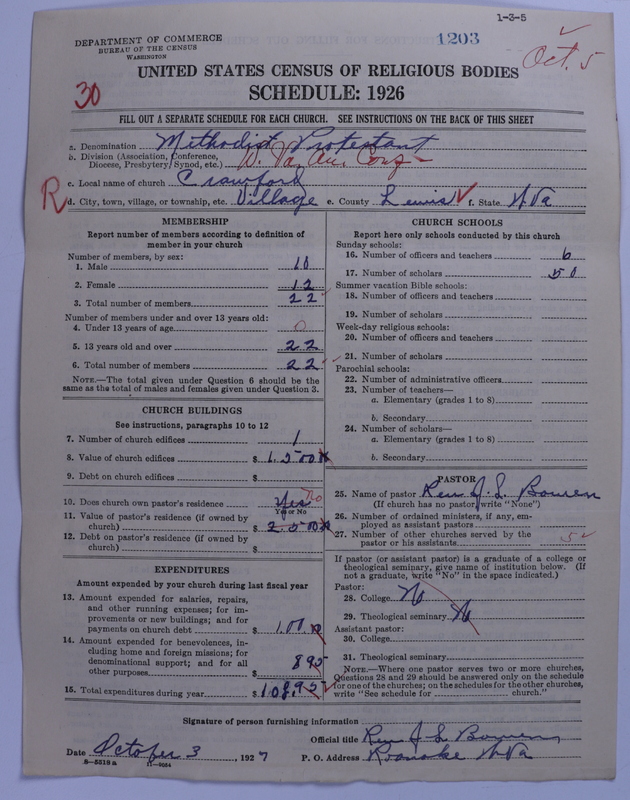 1-3-5
DEPARTMENT OF COMMERCE
BUREAU OF THE CENSUS
WASHINGTON
1203
Oct. 5
UNITED STATES CENSUS OF RELIGIOUS BODIES
30
SCHEDULE: 1926
FILL OUT A SEPARATE SCHEDULE FOR EACH CHURCH. SEE INSTRUCTIONS ON THE BACK OF THIS SHEET
a. Denomination Methodist Protestant
b. Division (Association, Conference, Diocese, Presbytery, Synod, etc.) W. Va. An. Cong-
c. Local name of church Crawford
R d. City, town, village, or township, etc. Village e. County Lewis f. State W Va
MEMBERSHIP
Report number of members according to definition of
member in your church
Number of members, by sex:
1. Male 10
2. Female 12
3. Total number of members 22
Number of members under and over 13 years old:
4. Under 13 years of age 0
5. 13 years old and over 22
6. Total number of members 22
NOTE.—The total given under Question 6 should be the
same as the total of males and females given under Question 3.
CHURCH BUILDINGS
See instructions, paragraphs 10 to 12
7. Number of church edifices 1
8. Value of church edifices $ 1,500
9. Debt on church edifices $
10. Does church own pastor's residence Yes No
Yes or No
11. Value of pastor's residence (if owned by
church) $ 2,500
12. Debt on pastor's residence (if owned by
church) $
EXPENDITURES
Amount expended by your church during last fiscal year
13. Amount expended for salaries, repairs,
and other running expenses; for im-
provements or new buildings; and for
payments on church debt $ 100.00
14. Amount expended for benevolences, in-
cluding home and foreign missions; for
denominational support; and for all
other purposes $ 8 95
15. Total expenditures during year $ 108,95
CHURCH SCHOOLS
Report here only schools conducted by this church
Sunday schools:
16. Number of officers and teachers 6
17. Number of scholars 50
Summer vacation Bible schools:
18. Number of officers and teachers
19. Number of scholars
Week-day religious schools:
20. Number of officers and teachers
21. Number of scholars
Parochial schools:
22. Number of administrative officers
23. Number of teachers—
a. Elementary (grades 1 to 8)
b. Secondary
24. Number of scholars—
a. Elementary (grades 1 to 8)
b. Secondary
PASTOR
25. Name of pastor Rev J. L. Bowen
(If church has no pastor, write "None")
26. Number of ordained ministers, if any, em-
ployed as assistant pastors
27. Number of other churches served by the
pastor or his assistants 5
If pastor (or assistant pastor) is a graduate of a college or
theological seminary, give name of institution below. (If
not a graduate, write "No" in the space indicated.)
Pastor:
28. College No
29. Theological seminary No
Assistant pastor:
30. College
31. Theological seminary
NOTE.—Where one pastor serves two or more churches,
Questions 28 and 29 should be answered only on the schedule
for one of the churches; on the schedules for the other churches,
write "See schedule for church."
Signature of person furnishing information
Official title Rev J L Bowen
Date October 3, 1927 P. O. Address Roanoke W Va
8-5518a 11-9054